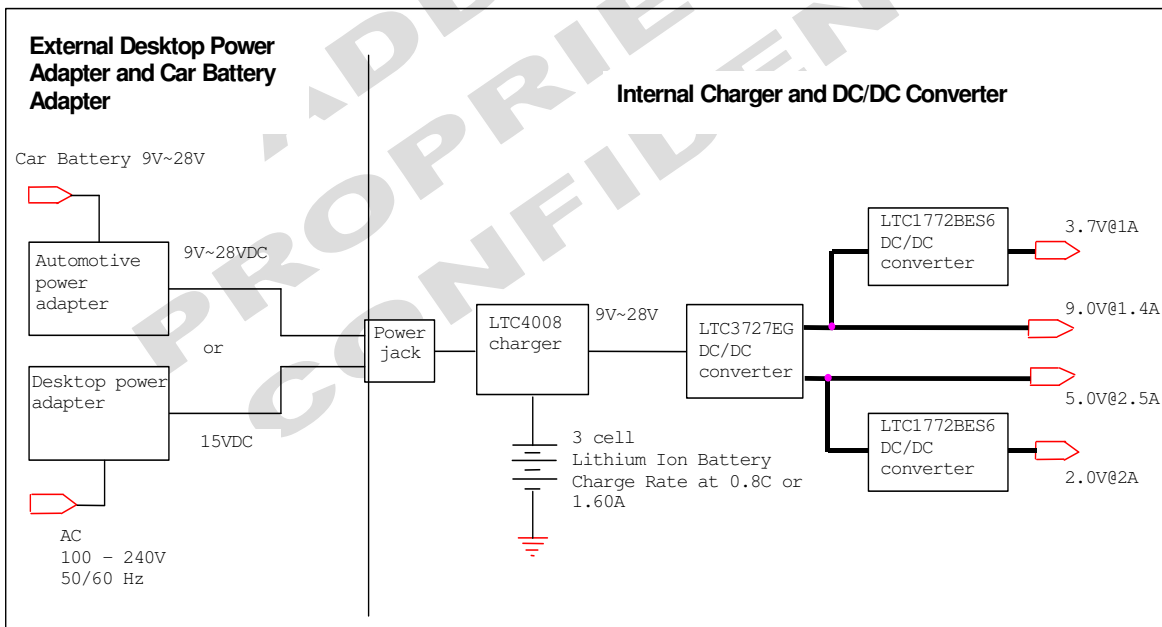 External Desktop Power
Adapter and Car Battery
Adapter
Internal Charger and DC/DC Converter
Car Battery 9V~28V
Automotive
power
adapter
9V~28VDC
or
Desktop power
adapter
15VDC
AC
100 – 240V
50/60 Hz
Power
jack
LTC4008
charger
9V~28V
3 cell
Lithium Ion Battery
Charge Rate at 0.8C or
1.60A
LTC3727EG
DC/DC
converter
LTC1772BES6
DC/DC
converter
3.7V@1A
9.0V@1.4A
5.0V@2.5A
LTC1772BES6
DC/DC
converter
2.0V@2A